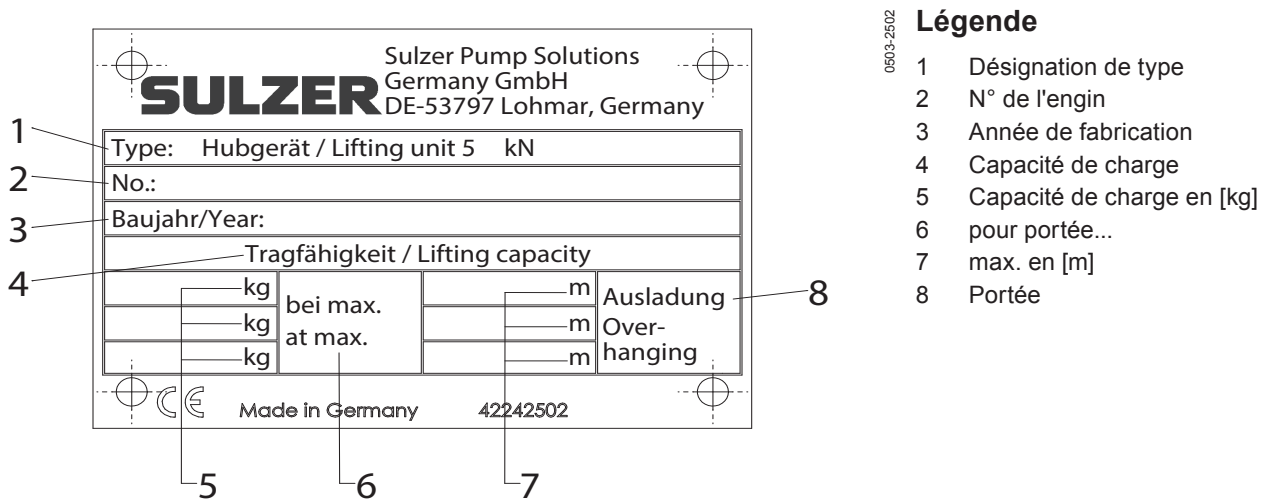 SULZER
Sulzer Pump Solutions
Germany GmbH
DE-53797 Lohmar, Germany
1
Type: Hubgerät / Lifting unit 5 kN
2
No.:
3
Baujahr/Year:
4
Tragfähigkeit / Lifting capacity
kg
kg
kg
bei max.
at max.
m
m
m
Ausladung
Over-
hanging
8
CE Made in Germany 42242502
5 6 7
0503-2502
Légende
1 Désignation de type
2 N° de l'engin
3 Année de fabrication
4 Capacité de charge
5 Capacité de charge en [kg]
6 pour portée...
7 max. en [m]
8 Portée